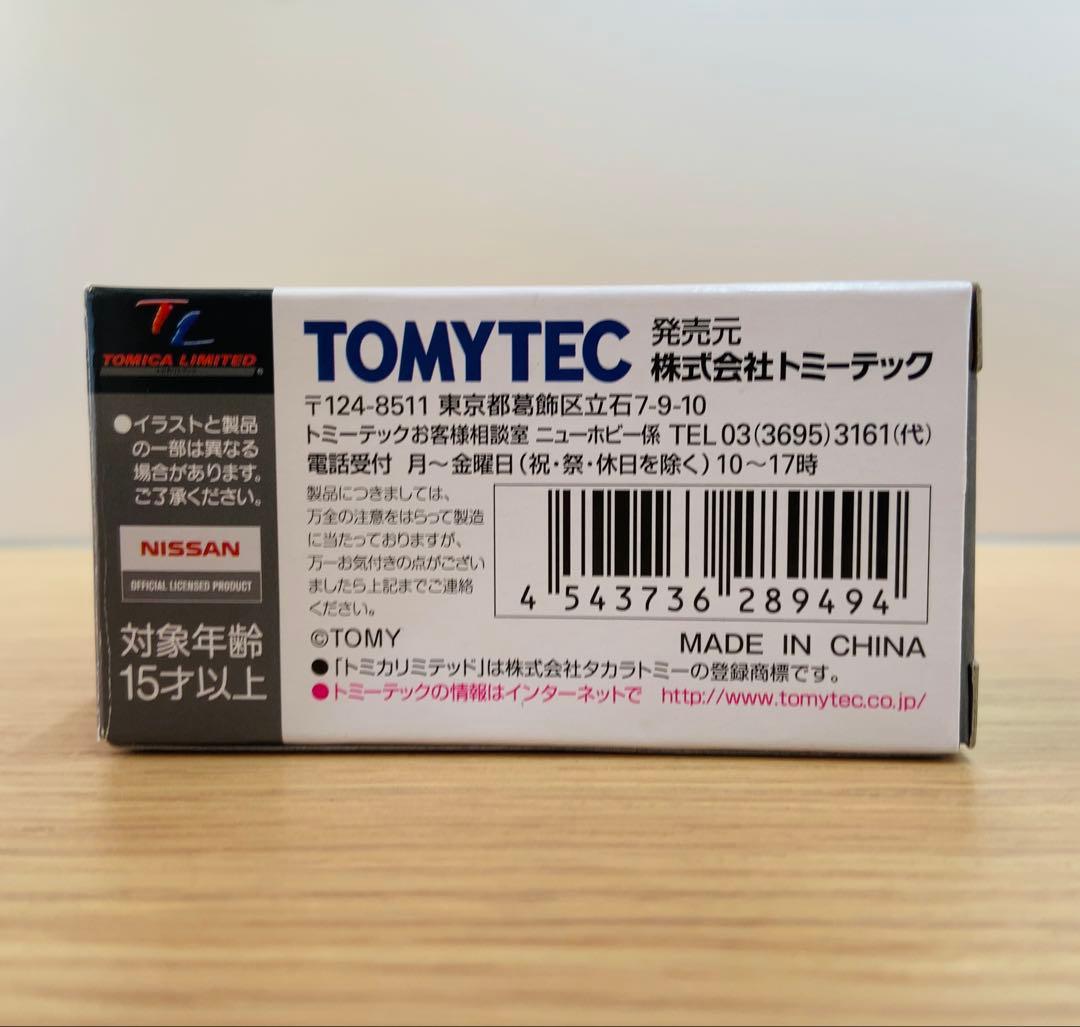 TL
TOMICA LIMITED
●イラストと製品
の一部は異なる
場合があります。
ご了承ください。
NISSAN
OFFICIAL LICENSED PRODUCT
対象年齢
15才以上
TOMYTEC 発売元
株式会社トミーテック
〒124-8511 東京都葛飾区立石7-9-10
トミーテックお客様相談室 ニューホビー係 TEL 03(3695)3161(代)
電話受付 月〜金曜日(祝・祭・休日を除く)10〜17時
製品につきましては、
万全の注意をはらって製造
に当たっておりますが、
万一お気付きの点がござい
ましたら上記までご連絡
ください。
4 543736 289494
©TOMY
MADE IN CHINA
●「トミカリミテッド」は株式会社タカラトミーの登録商標です。
●トミーテックの情報はインターネットで http://www.tomytec.co.jp/